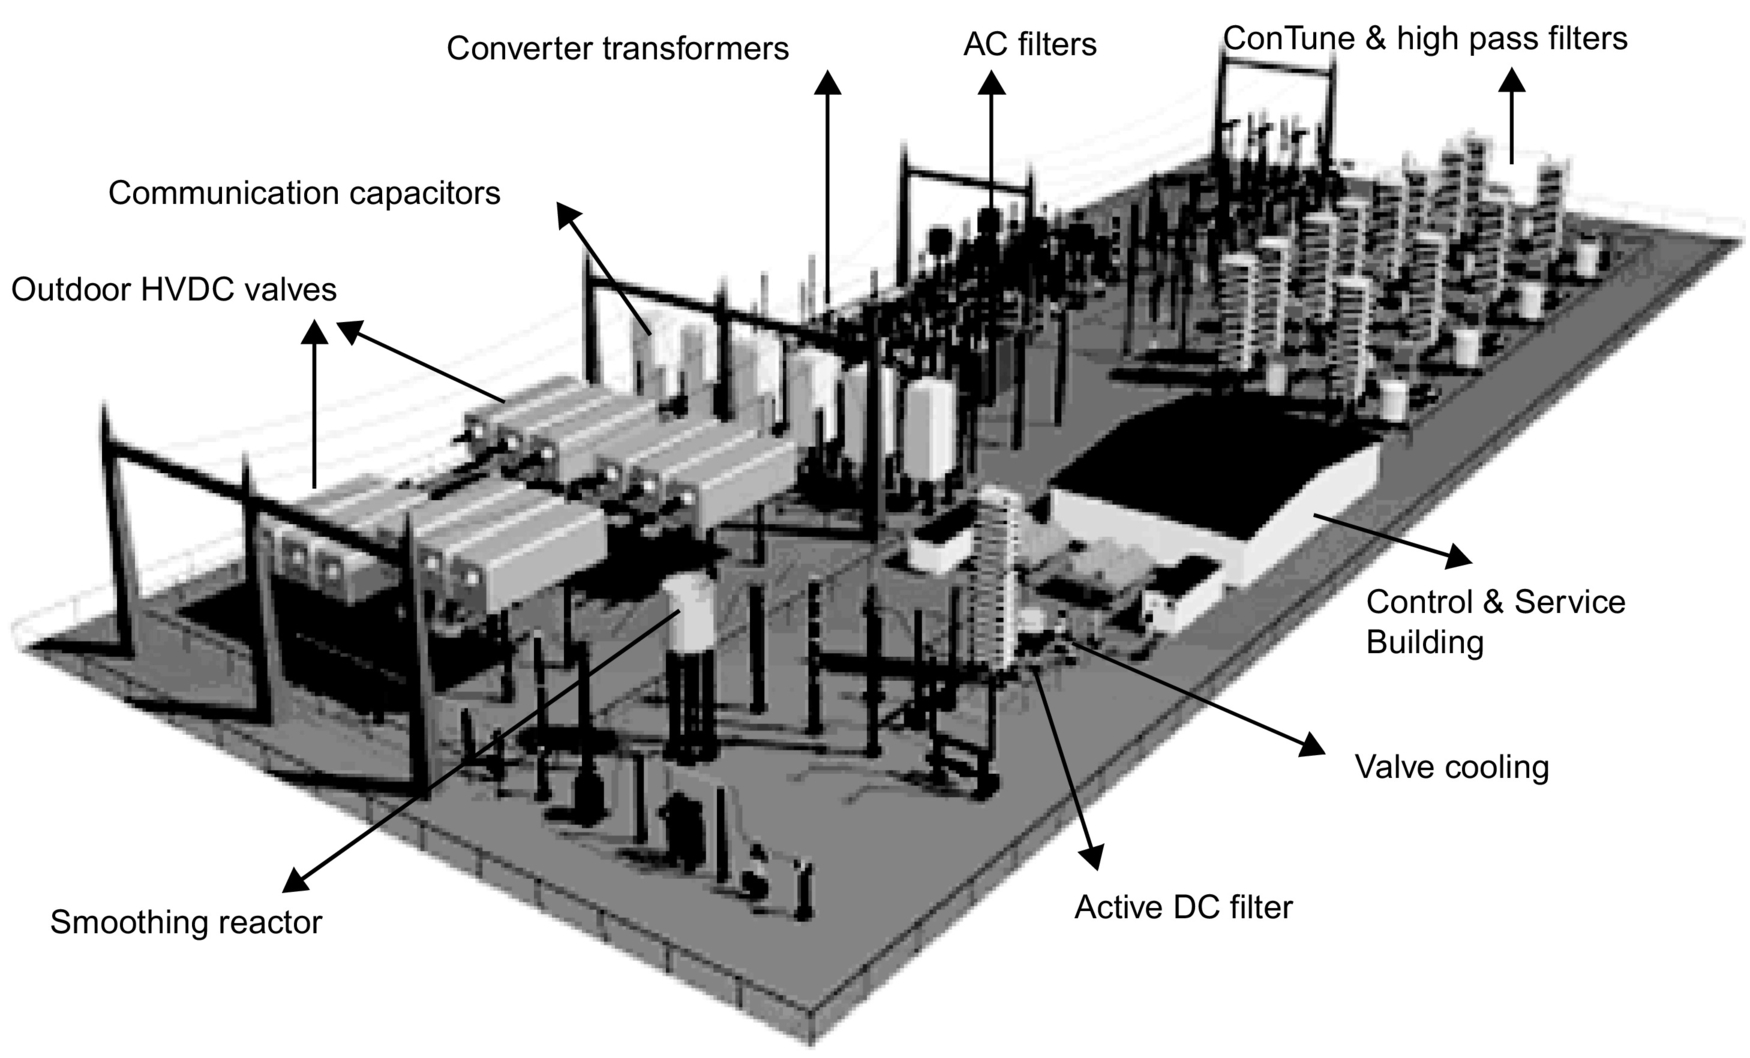 Converter transformers
AC filters
ConTune & high pass filters
Communication capacitors
Outdoor HVDC valves
Control & Service
Building
Valve cooling
Active DC filter
Smoothing reactor